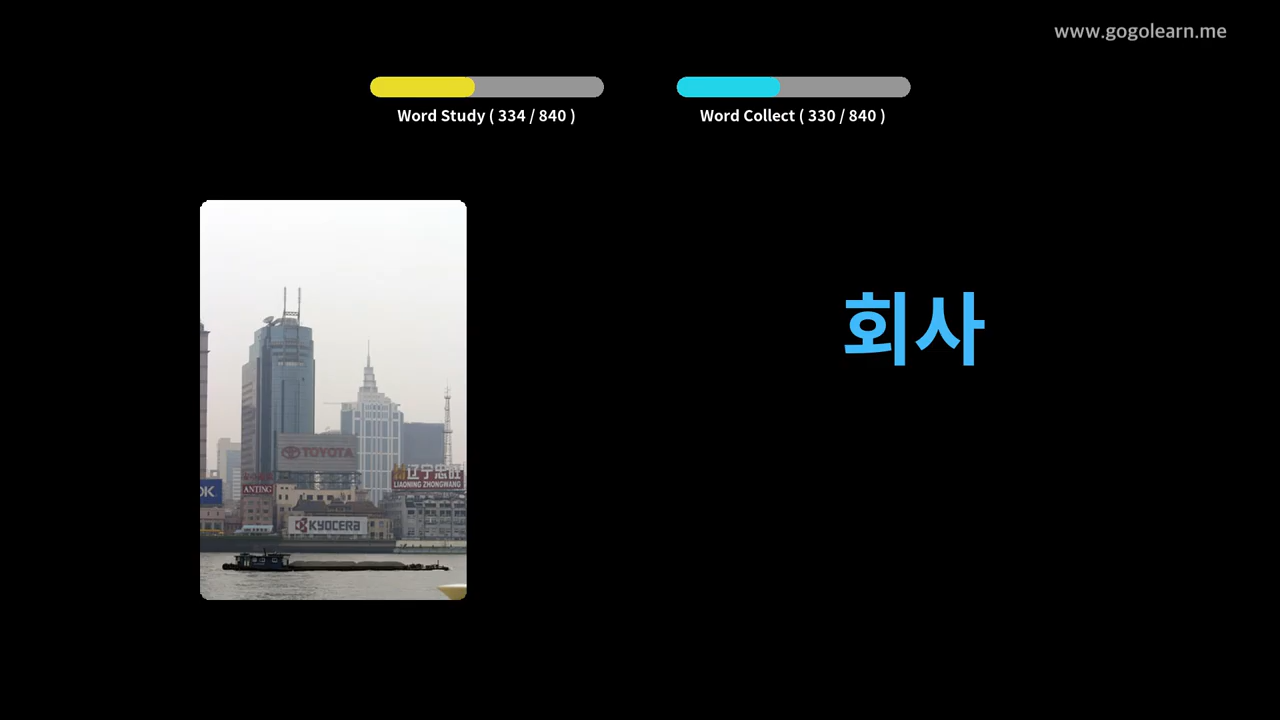 www.gogolearn.me
Word Study ( 334 / 840 )
Word Collect ( 330 / 840 )
회사
TOYOTA
辽宁忠旺
LIAONING ZHONGWANG
OK
ANTING
KYOCERA